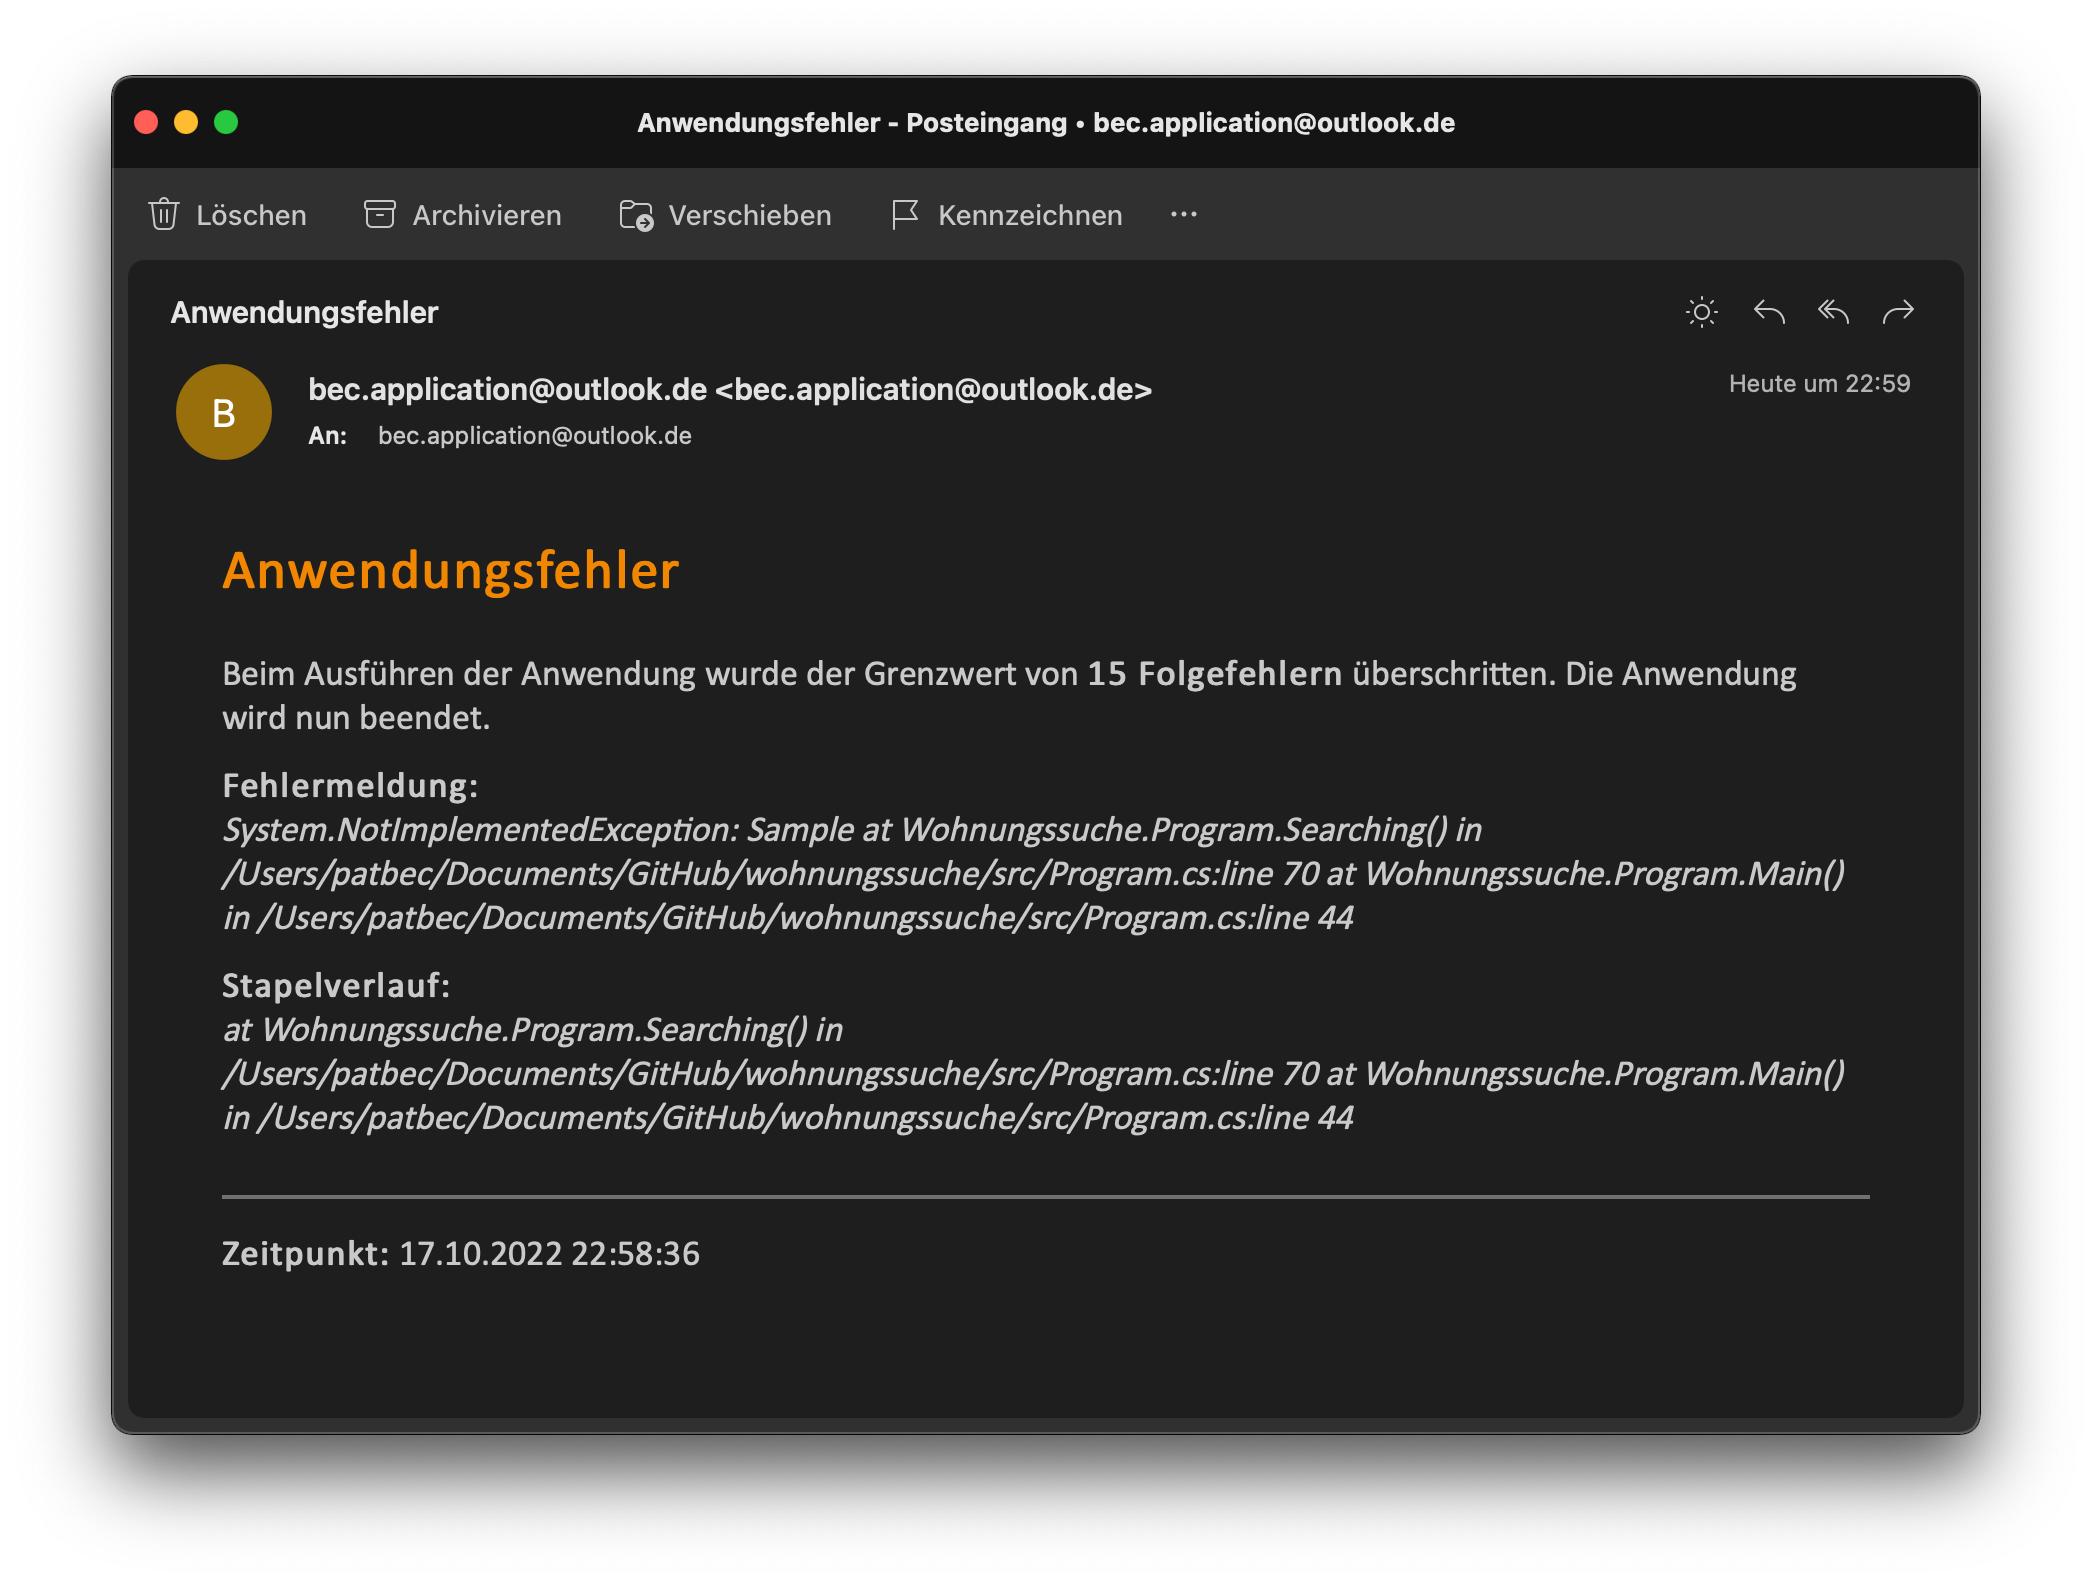 Anwendungsfehler - Posteingang • bec.application@outlook.de
Löschen Archivieren Verschieben Kennzeichnen ...
Anwendungsfehler
B
bec.application@outlook.de <bec.application@outlook.de>
Heute um 22:59
An: bec.application@outlook.de
Anwendungsfehler
Beim Ausführen der Anwendung wurde der Grenzwert von 15 Folgefehlern überschritten. Die Anwendung
wird nun beendet.
Fehlermeldung:
System.NotImplementedException: Sample at Wohnungssuche.Program.Searching() in
/Users/patbec/Documents/GitHub/wohnungssuche/src/Program.cs:line 70 at Wohnungssuche.Program.Main()
in /Users/patbec/Documents/GitHub/wohnungssuche/src/Program.cs:line 44
Stapelverlauf:
at Wohnungssuche.Program.Searching() in
/Users/patbec/Documents/GitHub/wohnungssuche/src/Program.cs:line 70 at Wohnungssuche.Program.Main()
in /Users/patbec/Documents/GitHub/wohnungssuche/src/Program.cs:line 44
Zeitpunkt: 17.10.2022 22:58:36